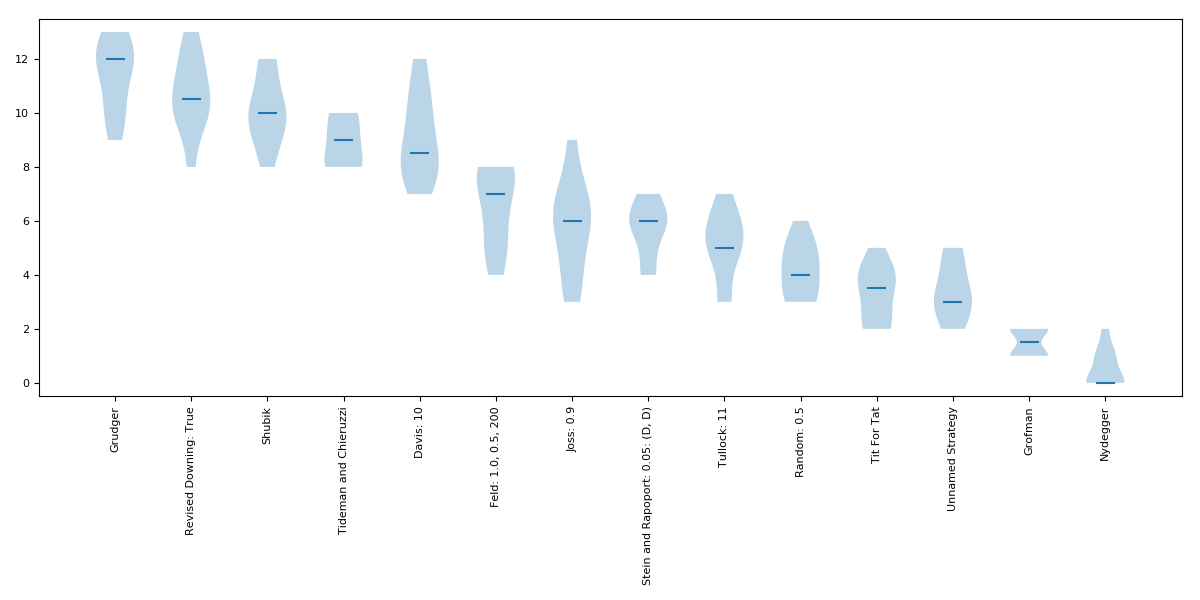 12
10
8
6
4
2
0
Grudger
Revised Downing: True
Shubik
Tideman and Chieruzzi
Davis: 10
Feld: 1.0, 0.5, 200
Joss: 0.9
Stein and Rapoport: 0.05: (D, D)
Tullock: 11
Random: 0.5
Tit For Tat
Unnamed Strategy
Grofman
Nydegger